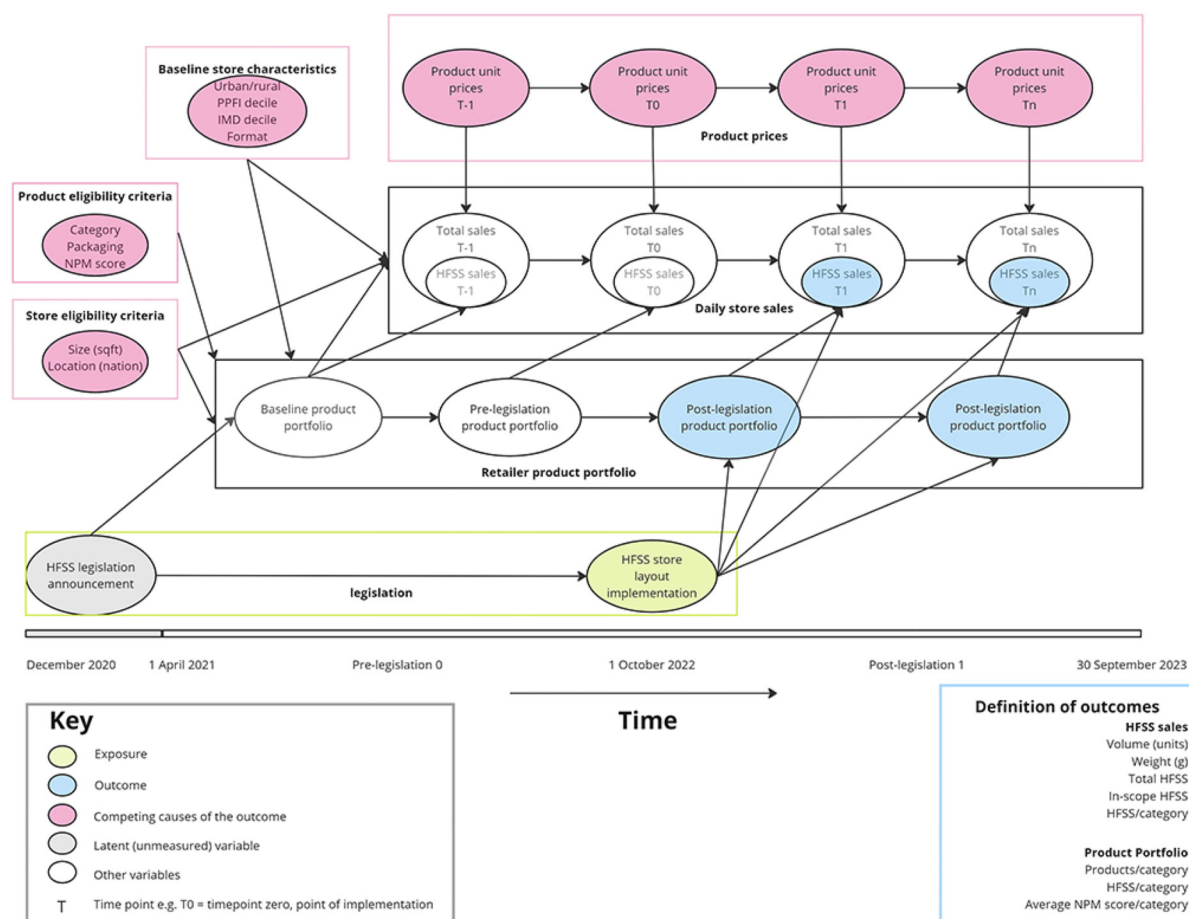 Baseline store characteristics
Urban/rural
PPFI decile
IMD decile
Format
Product unit
prices
T-1
Product unit
prices
T0
Product unit
prices
T1
Product unit
prices
Tn
Product prices
Product eligibility criteria
Category
Packaging
NPM score
Store eligibility criteria
Size (sqft)
Location (nation)
Total sales
T-1
HFSS sales
T-1
Total sales
T0
HFSS sales
T0
Total sales
T1
HFSS sales
T1
Total sales
Tn
HFSS sales
Tn
Daily store sales
Baseline product
portfolio
Pre-legislation
product portfolio
Post-legislation
product portfolio
Post-legislation
product portfolio
Retailer product portfolio
HFSS legislation
announcement
HFSS store
layout
implementation
legislation
December 2020
1 April 2021
Pre-legislation 0
1 October 2022
Post-legislation 1
30 September 2023
Time
Key
Exposure
Outcome
Competing causes of the outcome
Latent (unmeasured) variable
Other variables
T Time point e.g. T0 = timepoint zero, point of implementation
Definition of outcomes
HFSS sales
Volume (units)
Weight (g)
Total HFSS
In-scope HFSS
HFSS/category
Product Portfolio
Products/category
HFSS/category
Average NPM score/category